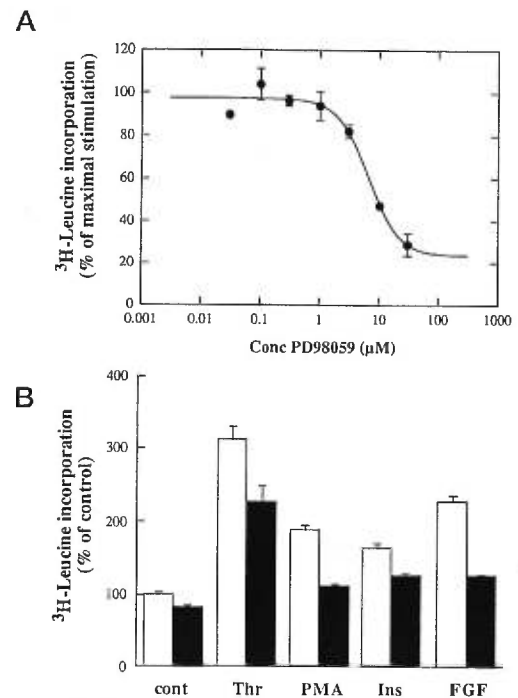 A
³H-Leucine incorporation
(% of maximal stimulation)
120
100
80
60
40
20
0
0.001 0.01 0.1 1 10 100 1000
Conc PD98059 (µM)
B
³H-Leucine incorporation
(% of control)
400
300
200
100
0
cont Thr PMA Ins FGF